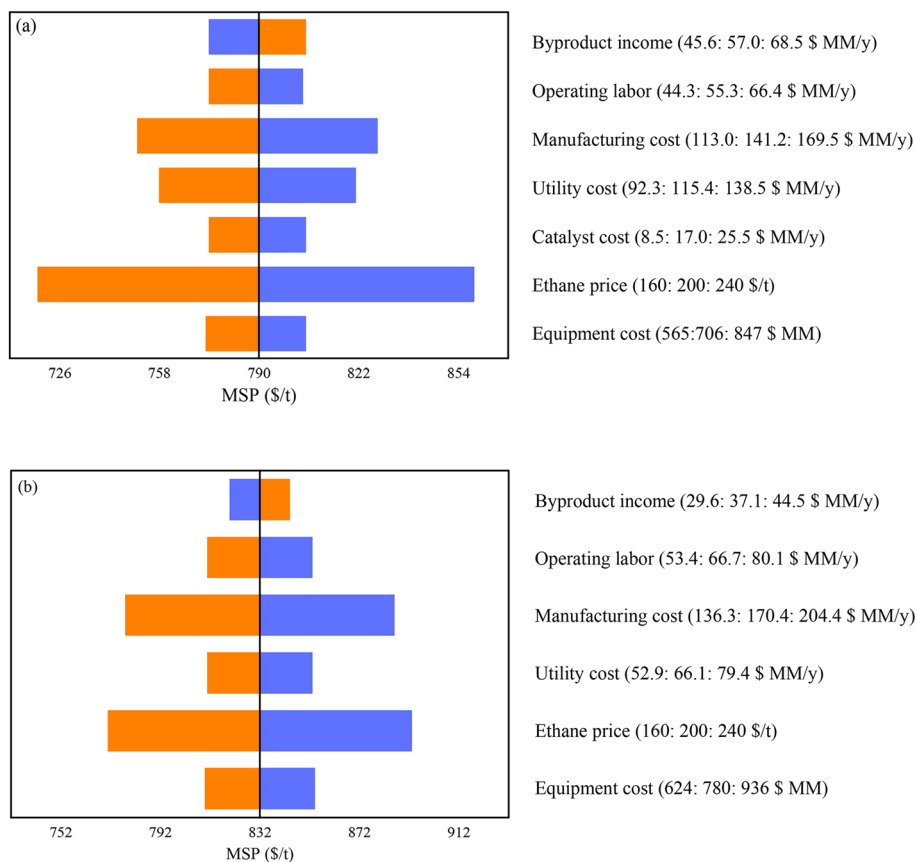 (a)
Byproduct income (45.6: 57.0: 68.5 $ MM/y)
Operating labor (44.3: 55.3: 66.4 $ MM/y)
Manufacturing cost (113.0: 141.2: 169.5 $ MM/y)
Utility cost (92.3: 115.4: 138.5 $ MM/y)
Catalyst cost (8.5: 17.0: 25.5 $ MM/y)
Ethane price (160: 200: 240 $/t)
Equipment cost (565:706: 847 $ MM)
726 758 790 822 854
MSP ($/t)
(b)
Byproduct income (29.6: 37.1: 44.5 $ MM/y)
Operating labor (53.4: 66.7: 80.1 $ MM/y)
Manufacturing cost (136.3: 170.4: 204.4 $ MM/y)
Utility cost (52.9: 66.1: 79.4 $ MM/y)
Ethane price (160: 200: 240 $/t)
Equipment cost (624: 780: 936 $ MM)
752 792 832 872 912
MSP ($/t)